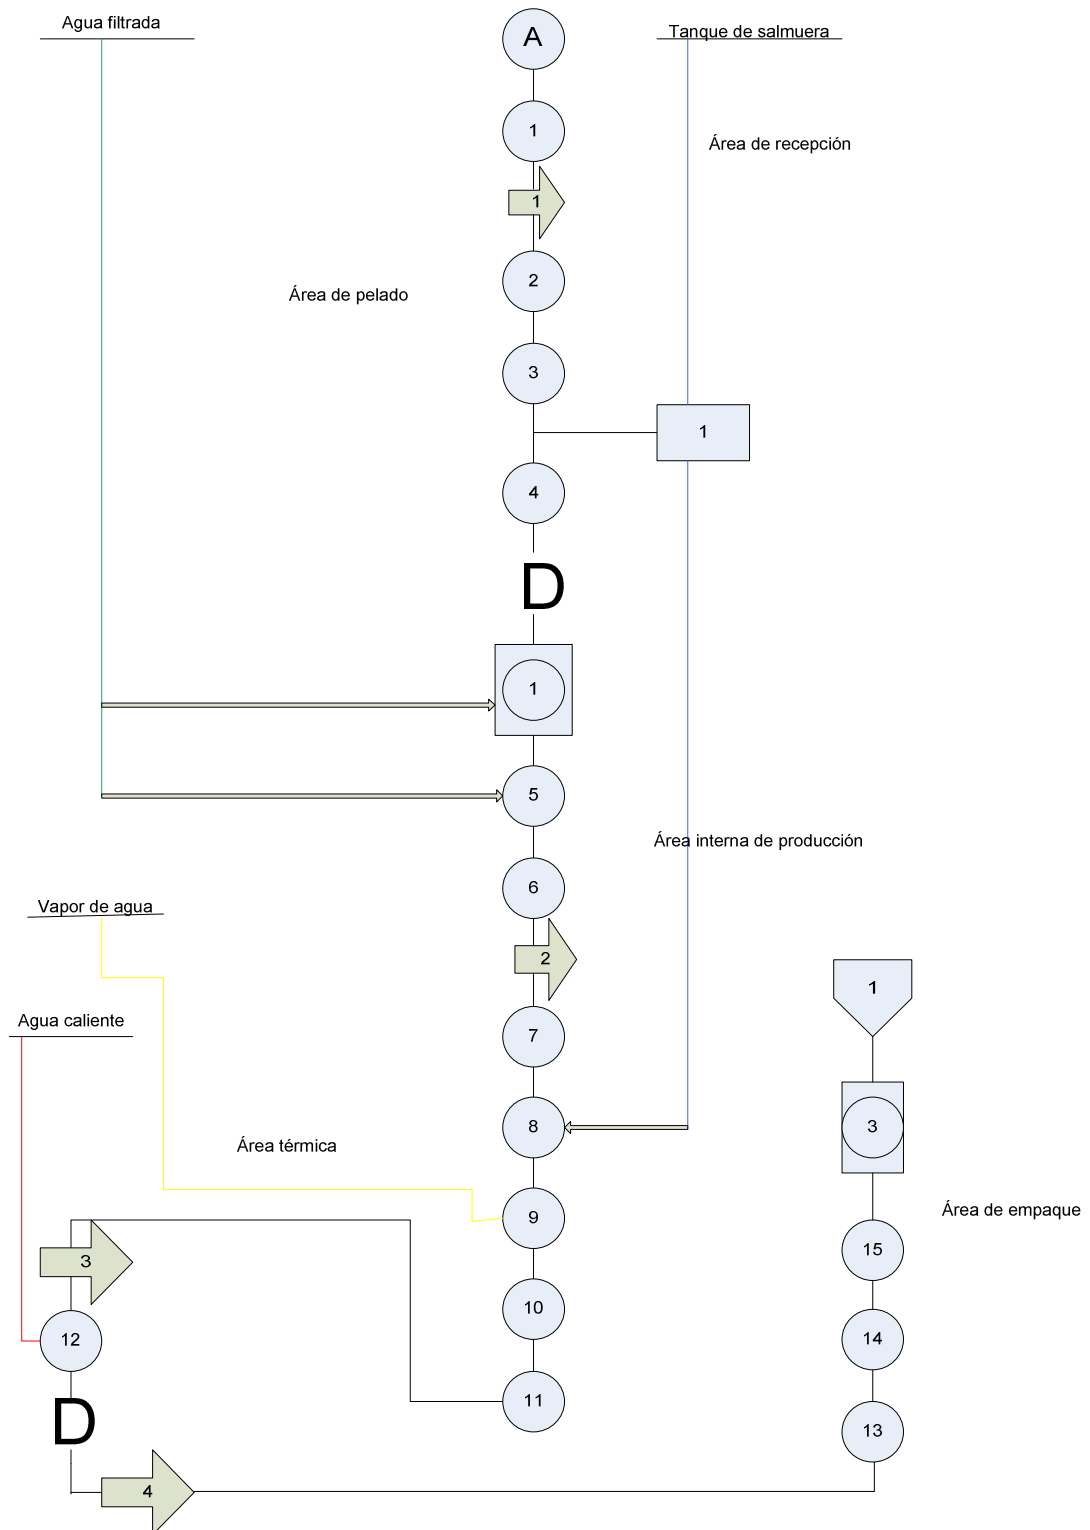 Agua filtrada
A
Tanque de salmuera
1
Área de recepción
1
2
Área de pelado
3
1
4
D
1
5
Área interna de producción
6
Vapor de agua
2
1
Agua caliente
7
8
3
Área térmica
9
Área de empaque
15
3
10
12
14
11
D
13
4